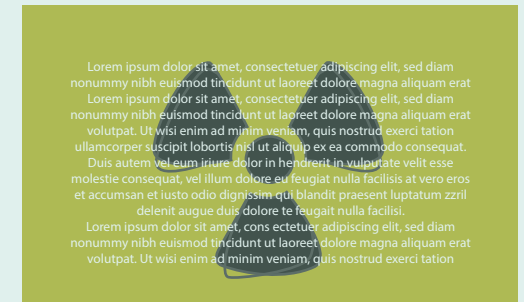 Lorem ipsum dolor sit amet, consectetuer adipiscing elit, sed diam
nonummy nibh euismod tincidunt ut laoreet dolore magna aliquam erat
Lorem ipsum dolor sit amet, consectetuer adipiscing elit, sed diam
nonummy nibh euismod tincidunt ut laoreet dolore magna aliquam erat
volutpat. Ut wisi enim ad minim veniam, quis nostrud exerci tation
ullamcorper suscipit lobortis nisl ut aliquip ex ea commodo consequat.
Duis autem vel eum iriure dolor in hendrerit in vulputate velit esse
molestie consequat, vel illum dolore eu feugiat nulla facilisis at vero eros
et accumsan et iusto odio dignissim qui blandit praesent luptatum zzril
delenit augue duis dolore te feugait nulla facilisi.
Lorem ipsum dolor sit amet, cons ectetuer adipiscing elit, sed diam
nonummy nibh euismod tincidunt ut laoreet dolore magna aliquam erat
volutpat. Ut wisi enim ad minim veniam, quis nostrud exerci tation